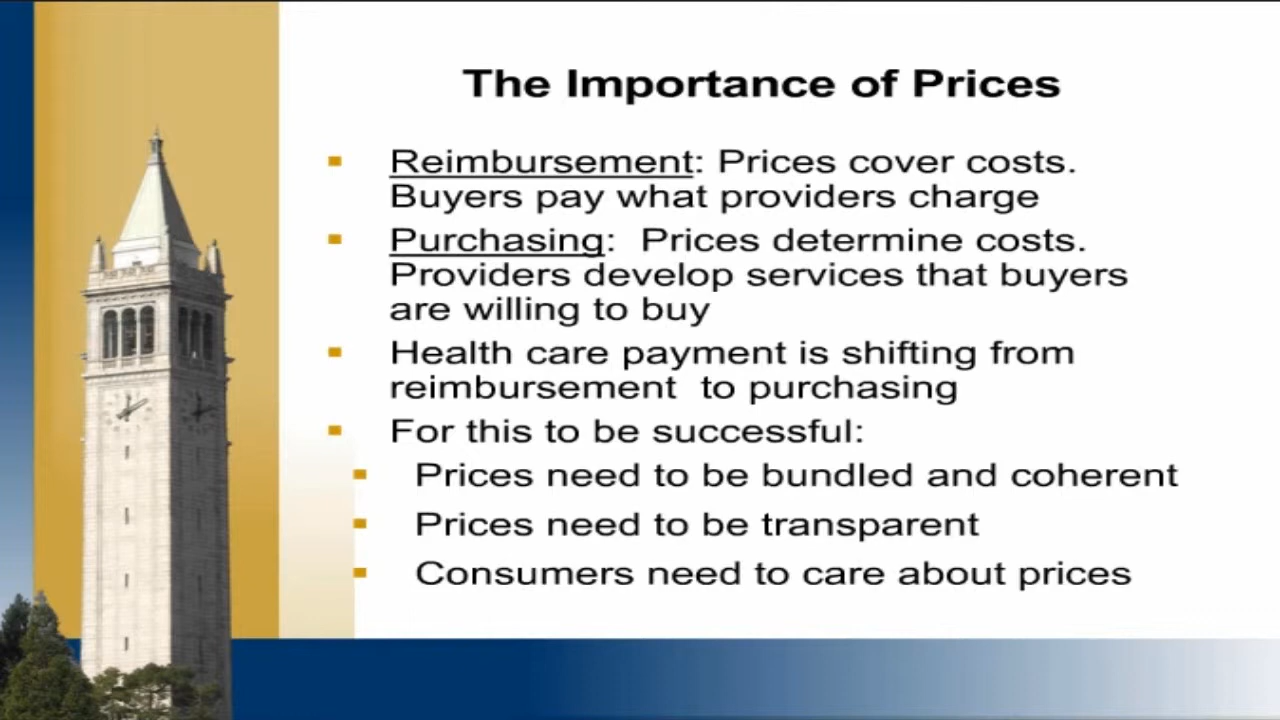 The Importance of Prices
Reimbursement: Prices cover costs.
Buyers pay what providers charge
Purchasing:  Prices determine costs.
Providers develop services that buyers
are willing to buy
Health care payment is shifting from
reimbursement  to purchasing
For this to be successful:
Prices need to be bundled and coherent
Prices need to be transparent
Consumers need to care about prices